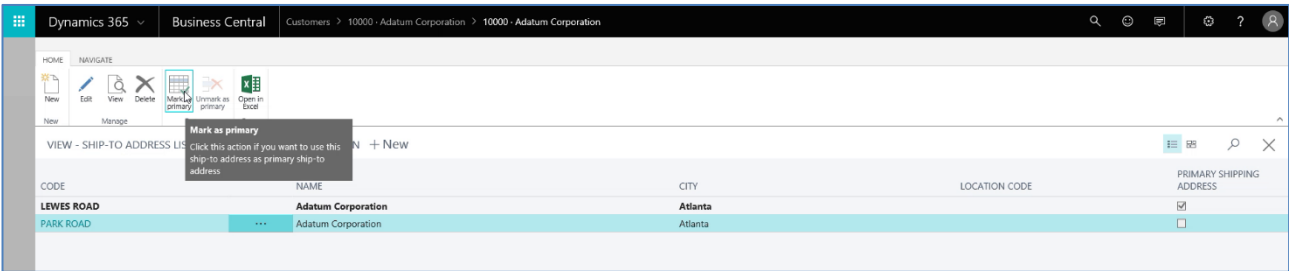 Dynamics 365 Business Central Customers > 10000 · Adatum Corporation > 10000 · Adatum Corporation
HOME NAVIGATE
New Edit View Delete Mark as primary Unmark as primary Open in Excel
New Manage
Mark as primary
Click this action if you want to use this
ship-to address as primary ship-to
address
VIEW - SHIP-TO ADDRESS LIS N + New
CODE NAME CITY LOCATION CODE PRIMARY SHIPPING ADDRESS
LEWES ROAD Adatum Corporation Atlanta
PARK ROAD ... Adatum Corporation Atlanta